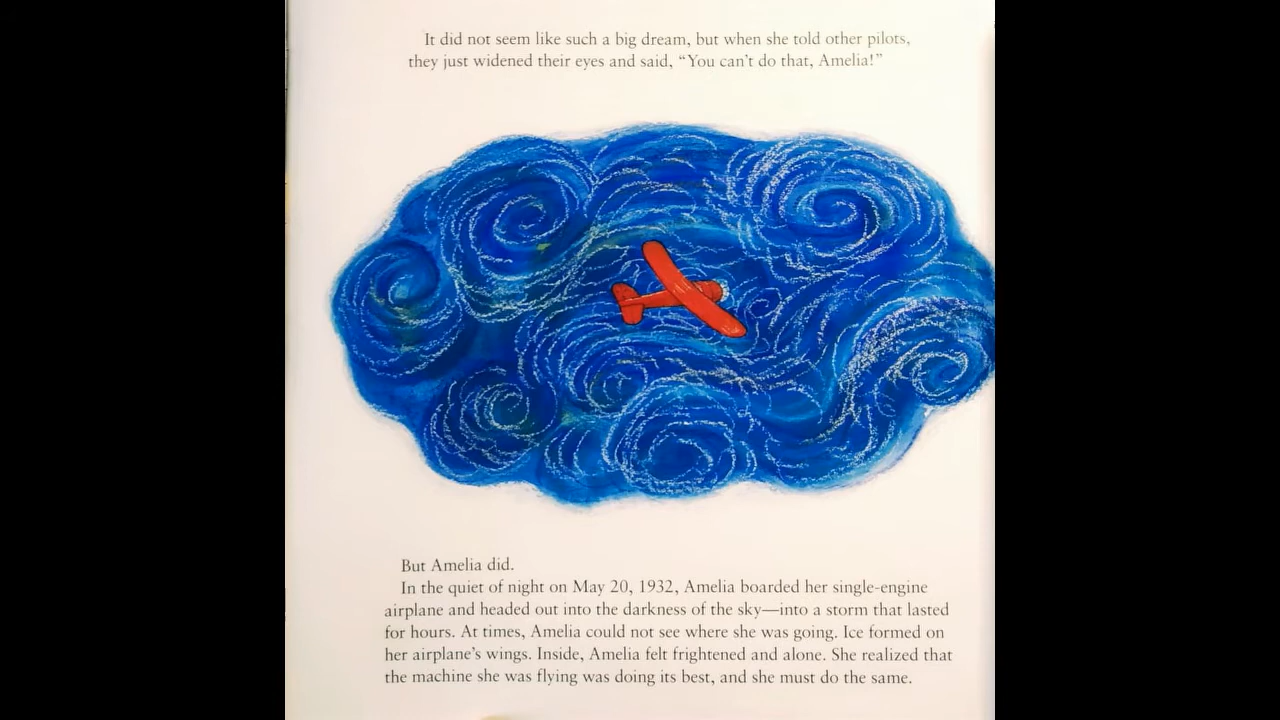 It did not seem like such a big dream, but when she told other pilots,
they just widened their eyes and said, “You can’t do that, Amelia!”
But Amelia did.
In the quiet of night on May 20, 1932, Amelia boarded her single-engine
airplane and headed out into the darkness of the sky—into a storm that lasted
for hours. At times, Amelia could not see where she was going. Ice formed on
her airplane’s wings. Inside, Amelia felt frightened and alone. She realized that
the machine she was flying was doing its best, and she must do the same.